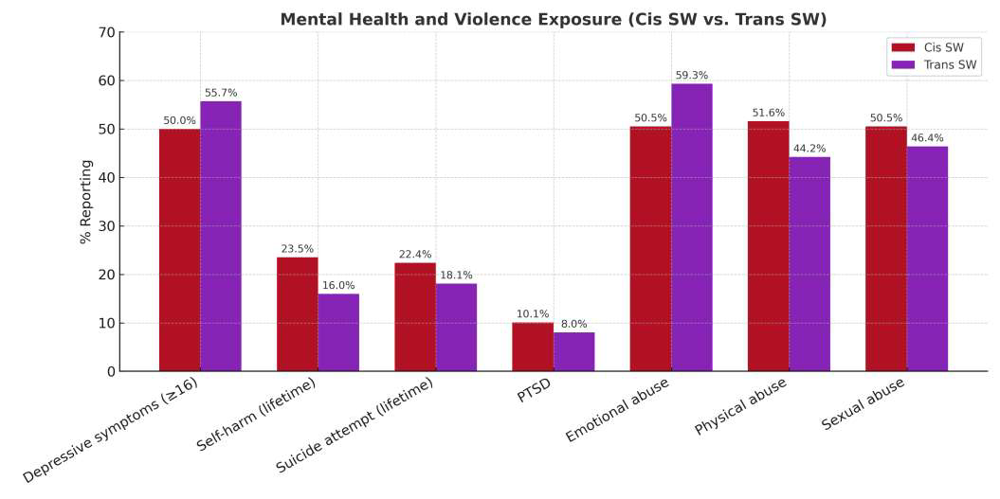 Mental Health and Violence Exposure (Cis SW vs. Trans SW)
% Reporting
70
60
50
40
30
20
10
0
Cis SW
Trans SW
50.0%
55.7%
23.5%
16.0%
22.4%
18.1%
10.1%
8.0%
50.5%
59.3%
51.6%
44.2%
50.5%
46.4%
Depressive symptoms (≥16)
Self-harm (lifetime)
Suicide attempt (lifetime)
PTSD
Emotional abuse
Physical abuse
Sexual abuse